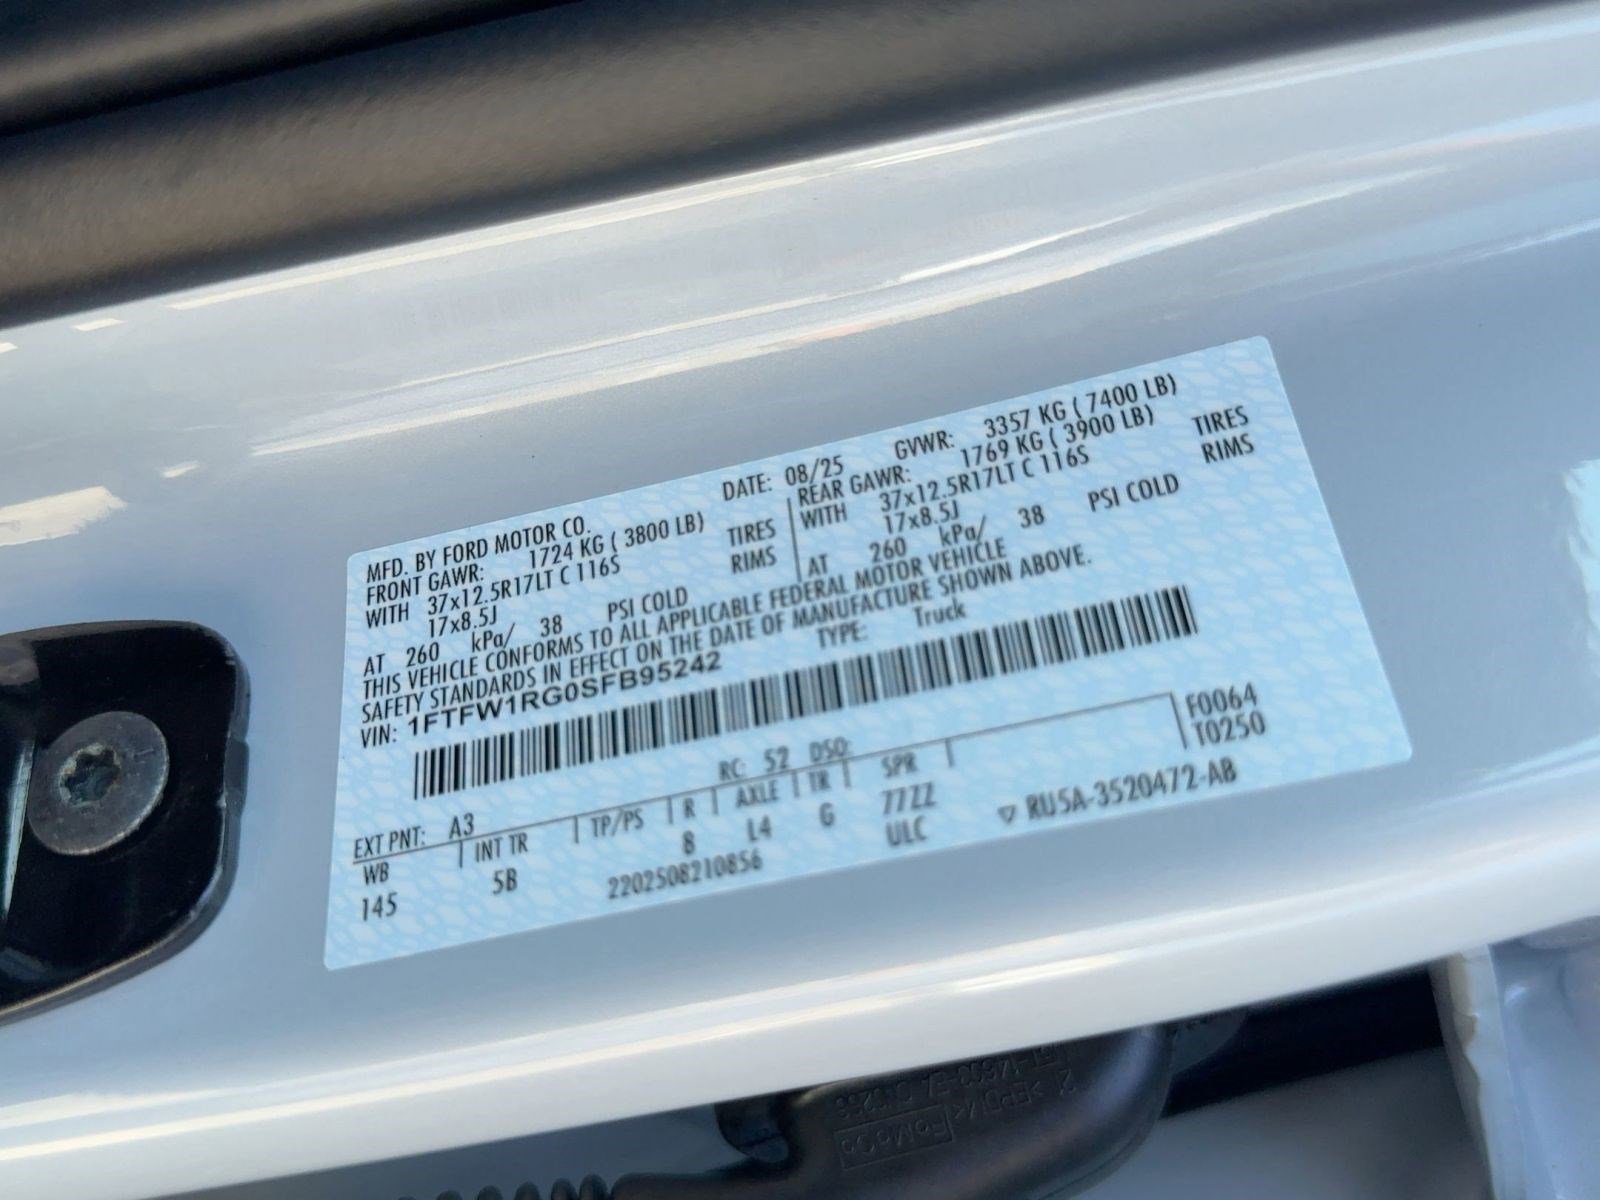 MFD. BY FORD MOTOR CO. DATE: 08/25 GVWR: 3357 KG ( 7400 LB)
FRONT GAWR: 1724 KG ( 3800 LB) REAR GAWR: 1769 KG ( 3900 LB)
WITH 37x12.5R17LT C 116S TIRES WITH 37x12.5R17LT C 116S TIRES
17x8.5J RIMS 17x8.5J RIMS
AT 260 kPa/ 38 PSI COLD AT 260 kPa/ 38 PSI COLD
THIS VEHICLE CONFORMS TO ALL APPLICABLE FEDERAL MOTOR VEHICLE
SAFETY STANDARDS IN EFFECT ON THE DATE OF MANUFACTURE SHOWN ABOVE.
VIN: 1FTFW1RG0SFB95242 TYPE: Truck
F0064
T0250
EXT PNT: A3 RC: 52 DSO:
WB INT TR TP/PS R AXLE TR SPR
145 5B 8 L4 G 77ZZ
2202508210856 ULC ▽ RU5A-3520472-AB
>EPDM<
FoMoCo